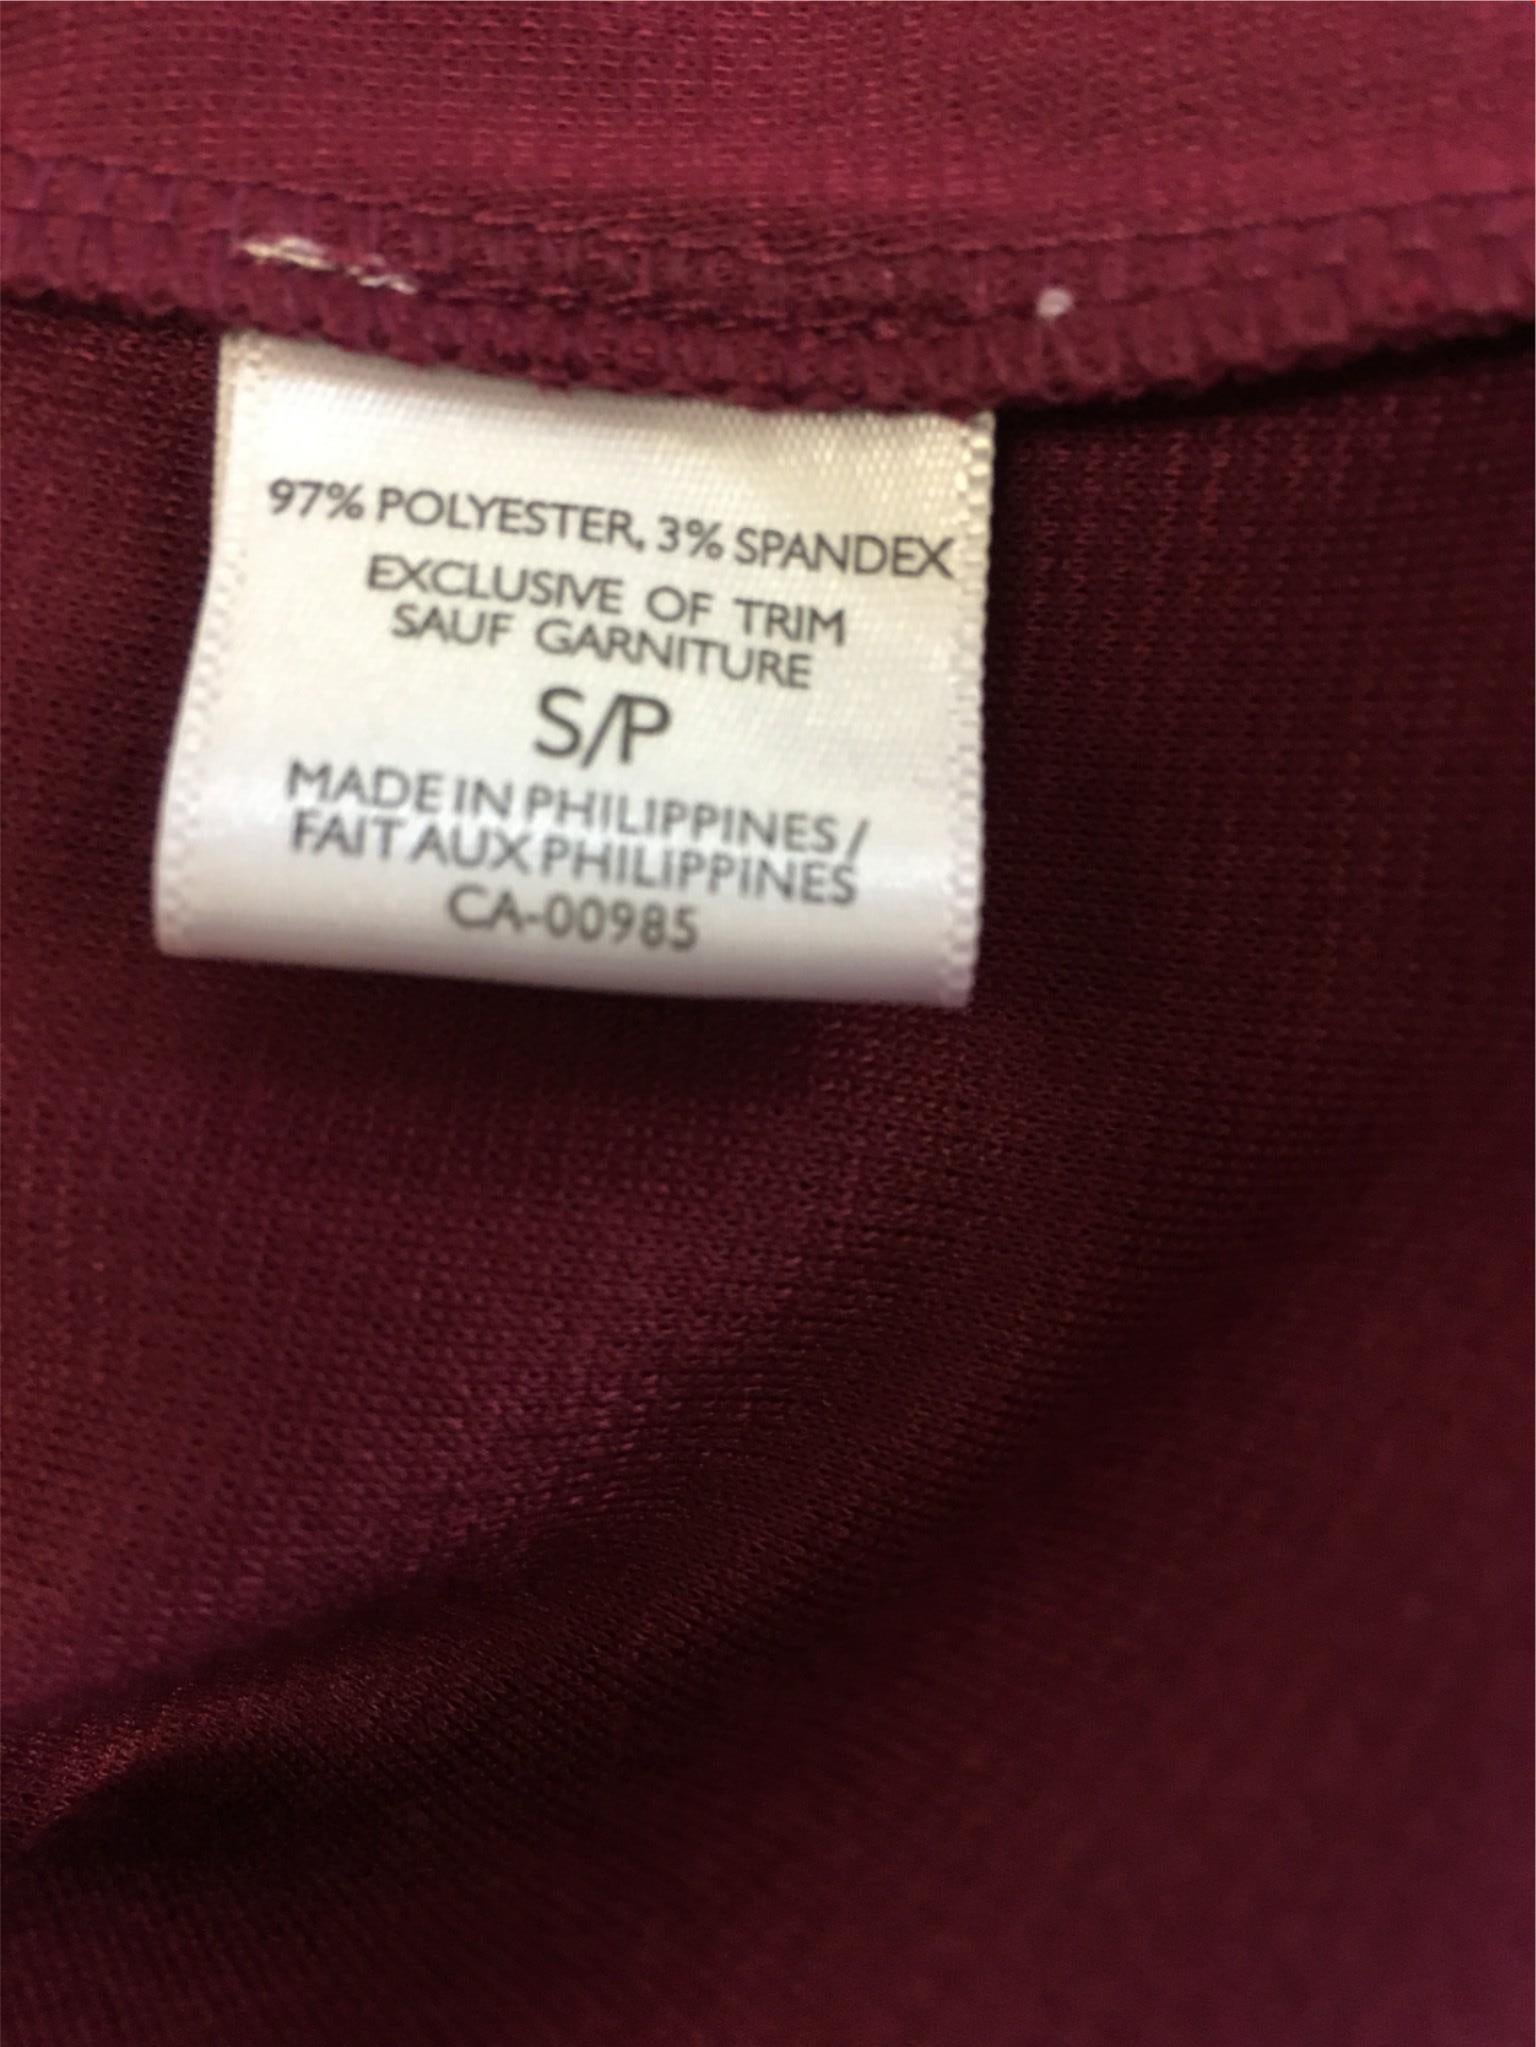 97% POLYESTER, 3% SPANDEX
EXCLUSIVE OF TRIM
SAUF GARNITURE
S/P
MADE IN PHILIPPINES /
FAIT AUX PHILIPPINES
CA-00985